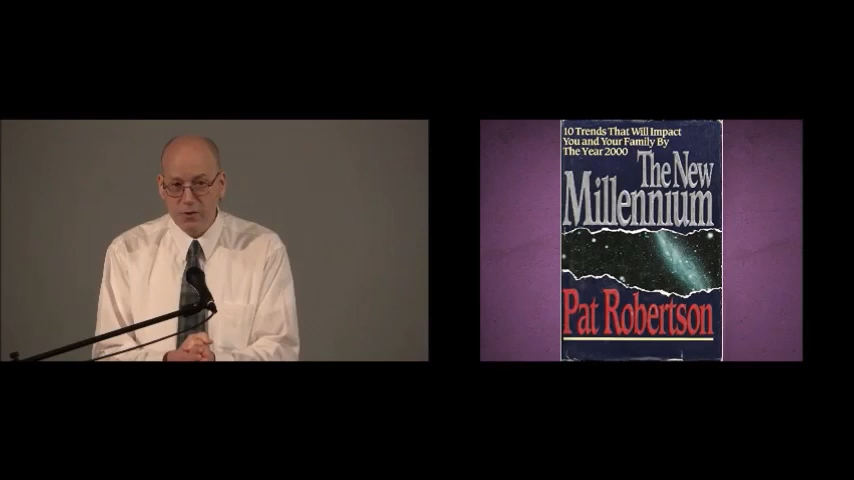 10 Trends That Will Impact
You and Your Family By
The Year 2000
The New
Millennium
Pat Robertson